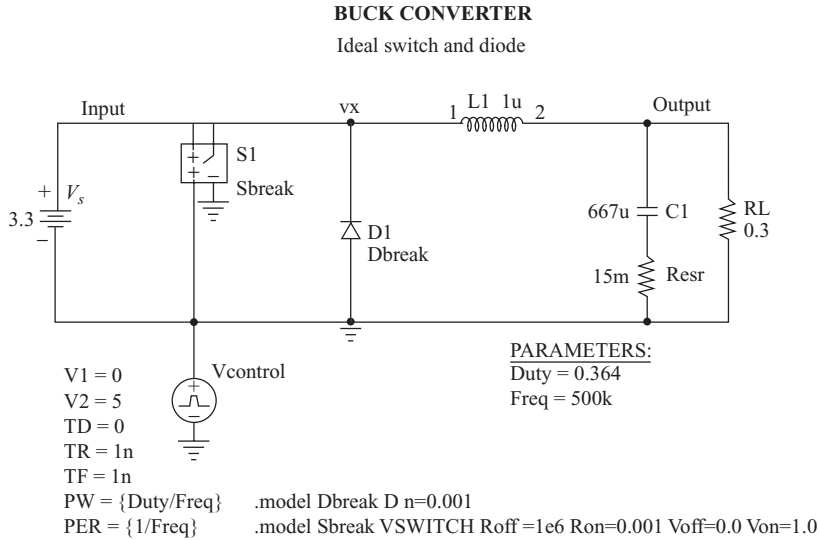 BUCK CONVERTER
Ideal switch and diode
Input
vx
1
L1 1u
2
Output
+
+
+ −
S1
Sbreak
+ Vs
3.3
−
D1
Dbreak
667u
C1
RL
0.3
15m
Resr
V1 = 0
V2 = 5
TD = 0
TR = 1n
TF = 1n
PW = {Duty/Freq}
PER = {1/Freq}
Vcontrol
+
−
PARAMETERS:
Duty = 0.364
Freq = 500k
.model Dbreak D n=0.001
.model Sbreak VSWITCH Roff =1e6 Ron=0.001 Voff=0.0 Von=1.0